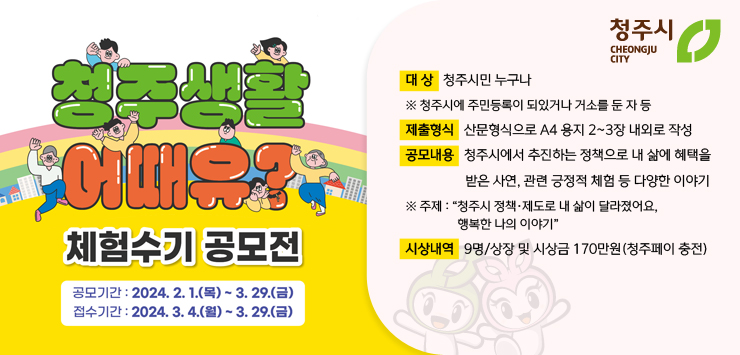 청주생활
어때유?
체험수기 공모전
공모기간 : 2024. 2. 1.(목) ~ 3. 29.(금)
접수기간 : 2024. 3. 4.(월) ~ 3. 29.(금)
청주시
CHEONGJU
CITY
대 상 청주시민 누구나
※ 청주시에 주민등록이 되있거나 거소를 둔 자 등
제출형식 산문형식으로 A4 용지 2~3장 내외로 작성
공모내용 청주시에서 추진하는 정책으로 내 삶에 혜택을
받은 사연, 관련 긍정적 체험 등 다양한 이야기
※ 주제 : “청주시 정책·제도로 내 삶이 달라졌어요,
행복한 나의 이야기”
시상내역 9명/상장 및 시상금 170만원(청주페이 충전)